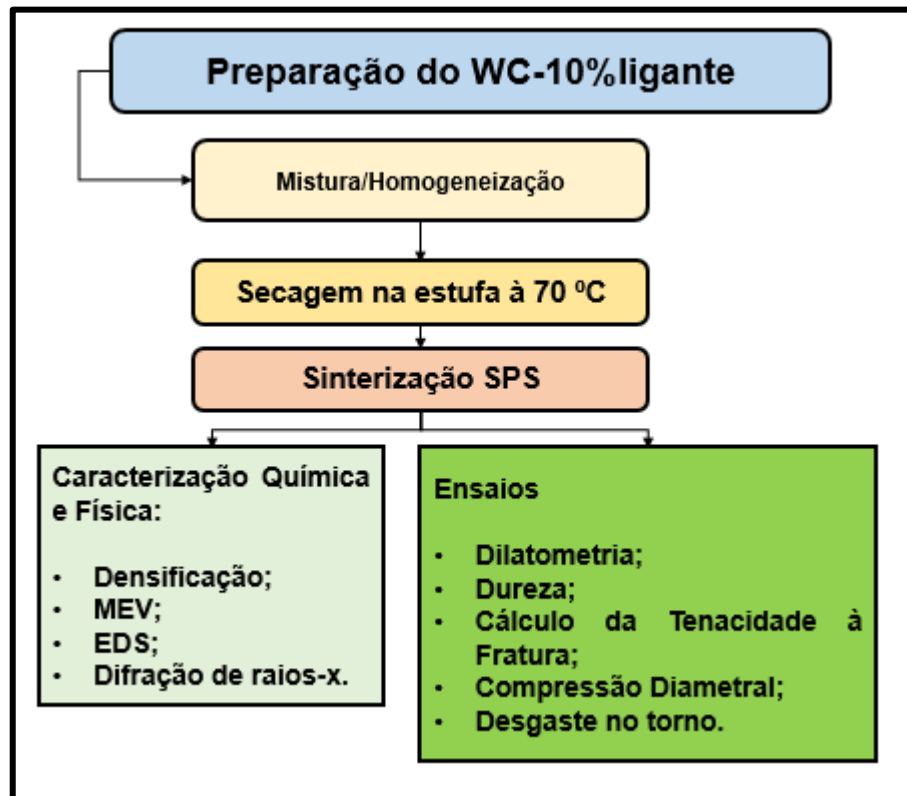 Preparação do WC-10%ligante
Mistura/Homogeneização
Secagem na estufa à 70 ºC
Sinterização SPS
Caracterização Química
e Física:
• Densificação;
• MEV;
• EDS;
• Difração de raios-x.
Ensaios
• Dilatometria;
• Dureza;
• Cálculo da Tenacidade à
Fratura;
• Compressão Diametral;
• Desgaste no torno.